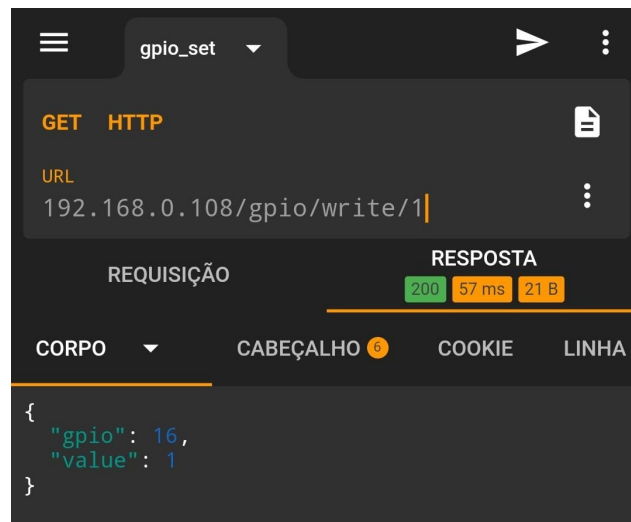 gpio_set
GET HTTP
URL
192.168.0.108/gpio/write/1
REQUISIÇÃO
RESPOSTA
200 57 ms 21 B
CORPO CABEÇALHO 6 COOKIE LINHA
{
"gpio": 16,
"value": 1
}